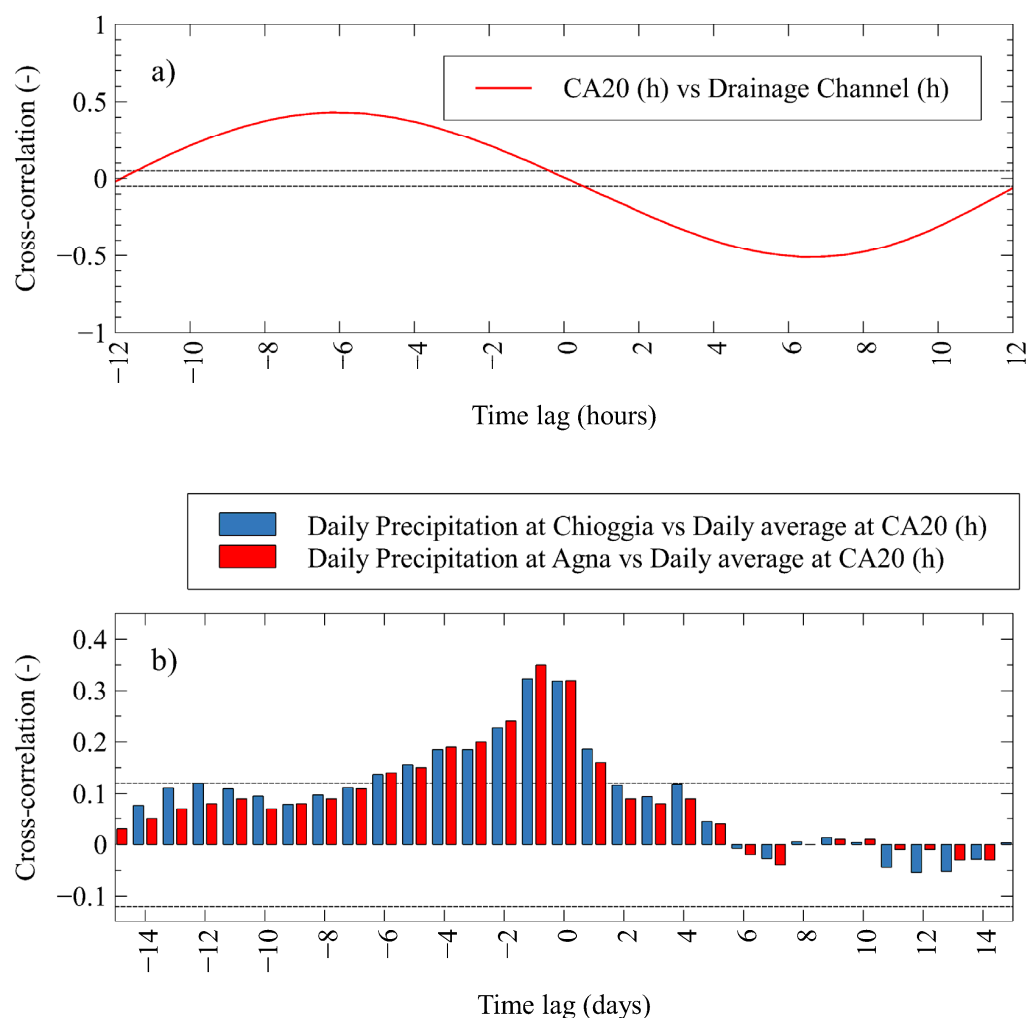 a)
CA20 (h) vs Drainage Channel (h)
Cross-correlation (-)
1
0.5
0
−0.5
−1
−12 −10 −8 −6 −4 −2 0 2 4 6 8 10 12
Time lag (hours)
Daily Precipitation at Chioggia vs Daily average at CA20 (h)
Daily Precipitation at Agna vs Daily average at CA20 (h)
b)
Cross-correlation (-)
0.4
0.3
0.2
0.1
0
−0.1
−14 −12 −10 −8 −6 −4 −2 0 2 4 6 8 10 12 14
Time lag (days)